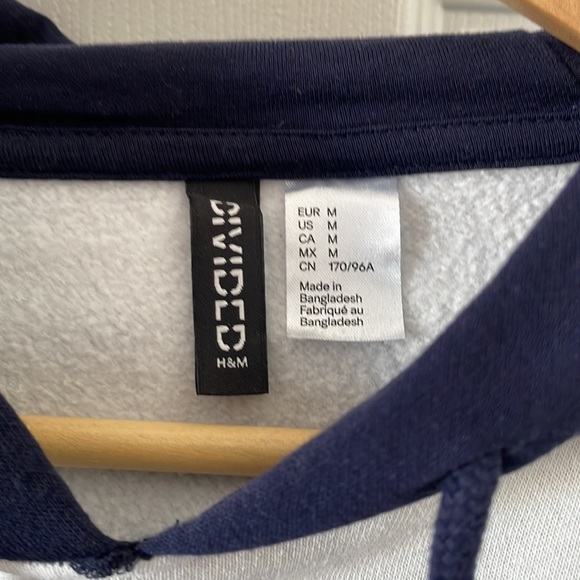 DIVIDED
H&M
EUR M
US M
CA M
MX M
CN 170/96A
Made in
Bangladesh
Fabriqué au
Bangladesh